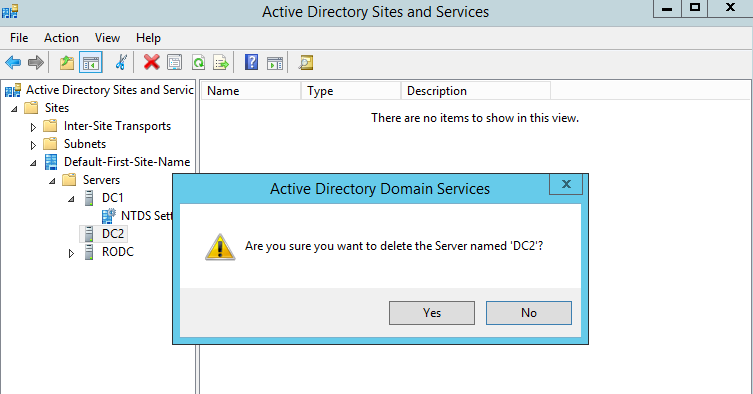 Active Directory Sites and Services
File Action View Help
Active Directory Sites and Servic
Name Type Description
Sites
There are no items to show in this view.
Inter-Site Transports
Subnets
Default-First-Site-Name
Servers
DC1
NTDS Sett
DC2
RODC
Active Directory Domain Services
x
Are you sure you want to delete the Server named 'DC2'?
Yes No